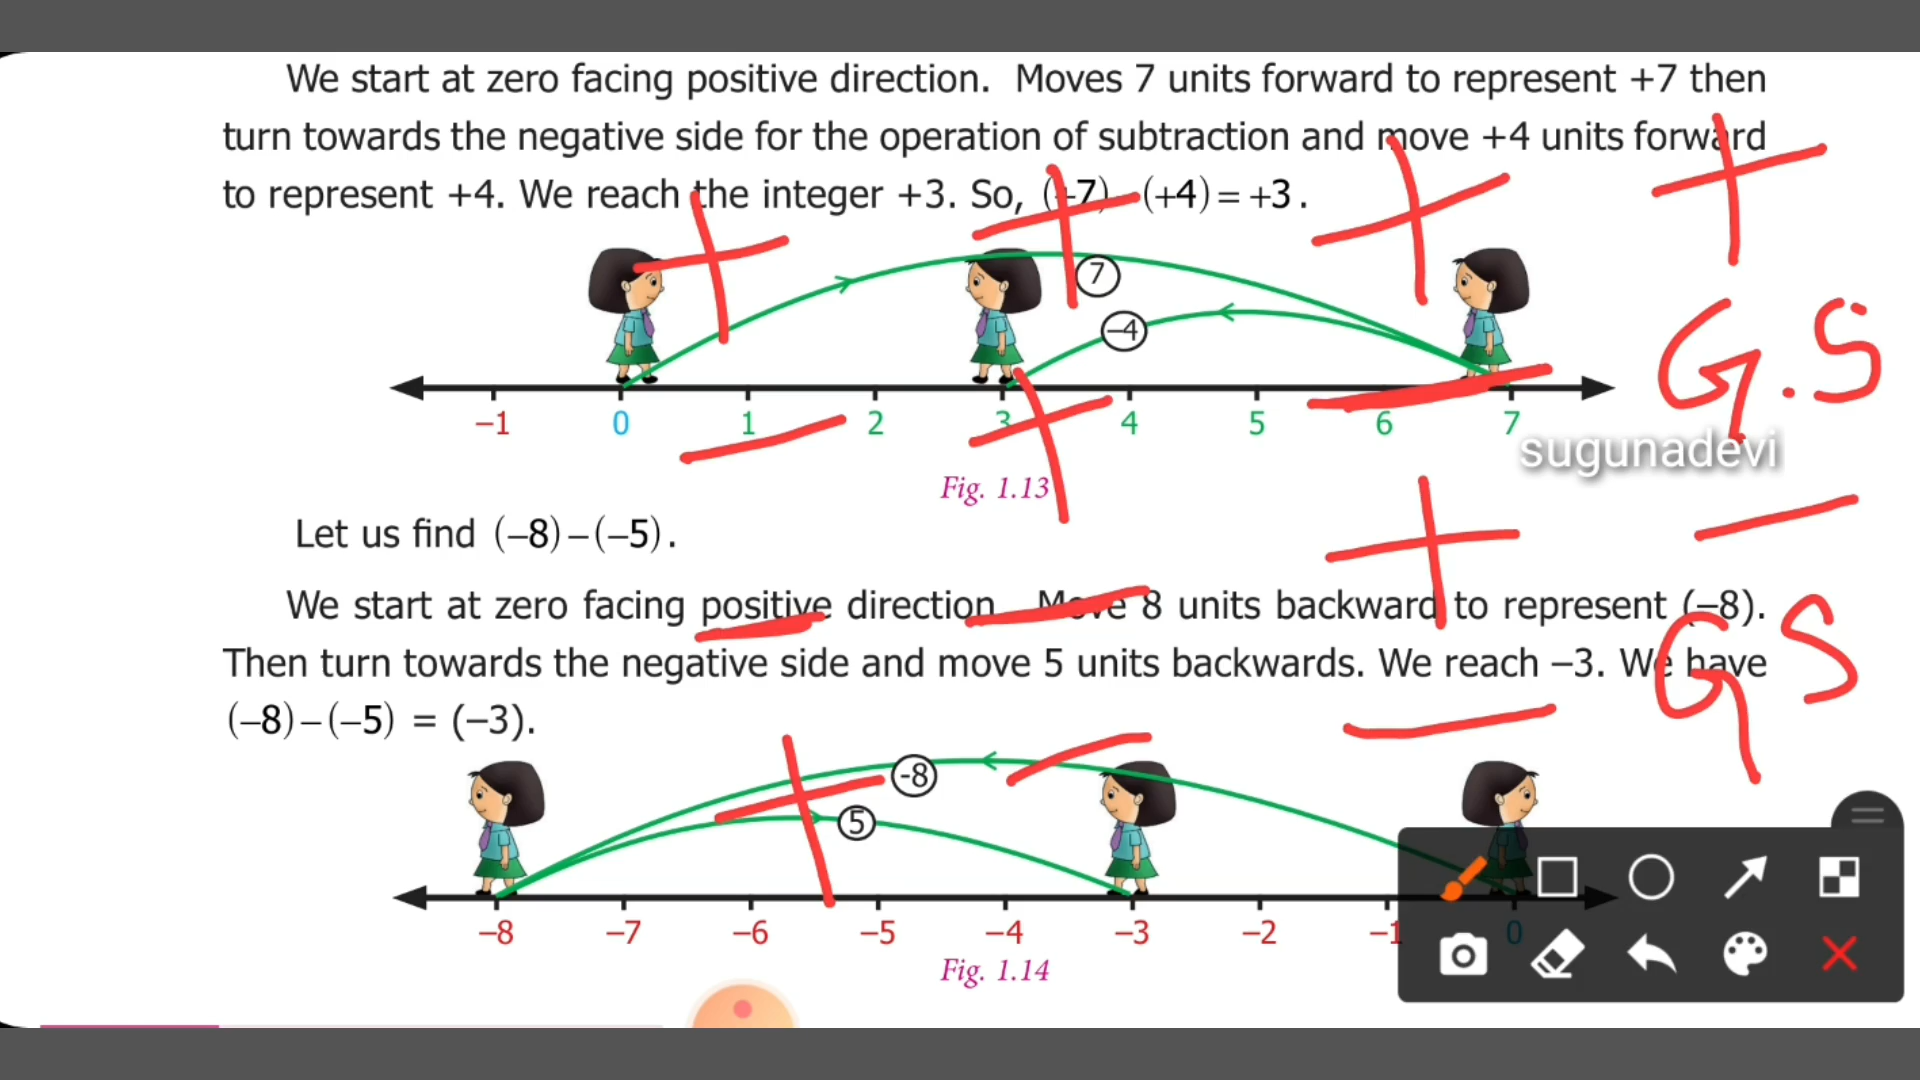 We start at zero facing positive direction. Moves 7 units forward to represent +7 then
turn towards the negative side for the operation of subtraction and move +4 units forward
to represent +4. We reach the integer +3. So, (+7) – (+4) = +3.
+ + + +
7
–4
G.S
–1 0 1 2 3 4 5 6 7
– + –
sugunadevi
Fig. 1.13
+ –
Let us find (–8) – (–5).
We start at zero facing positive direction. Move 8 units backward to represent (–8).
Then turn towards the negative side and move 5 units backwards. We reach –3. We have
GS
(–8) – (–5) = (–3).
+ – –
-8
5
–8 –7 –6 –5 –4 –3 –2 –1 0
Fig. 1.14